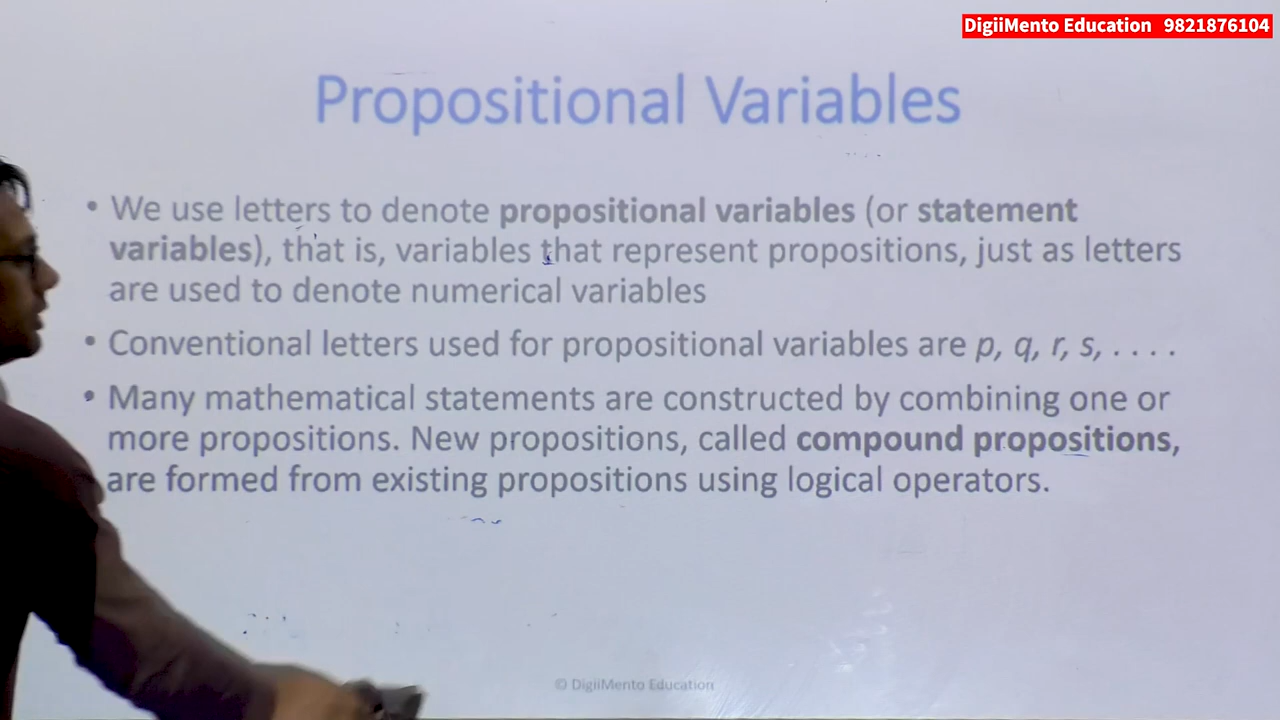 DigiiMento Education 9821876104
Propositional Variables
• We use letters to denote propositional variables (or statement
variables), that is, variables that represent propositions, just as letters
are used to denote numerical variables
• Conventional letters used for propositional variables are p, q, r, s, . . . .
• Many mathematical statements are constructed by combining one or
more propositions. New propositions, called compound propositions,
are formed from existing propositions using logical operators.
© DigiiMento Education